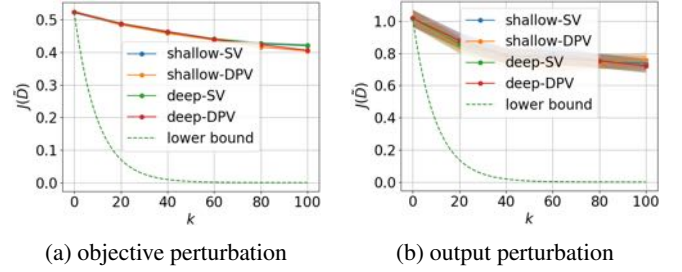 0.5
0.4
0.3
0.2
0.1
0.0
J(D̃)
shallow-SV
shallow-DPV
deep-SV
deep-DPV
lower bound
0 20 40 60 80 100
k
(a) objective perturbation
1.0
0.8
0.6
0.4
0.2
0.0
J(D̃)
shallow-SV
shallow-DPV
deep-SV
deep-DPV
lower bound
0 20 40 60 80 100
k
(b) output perturbation